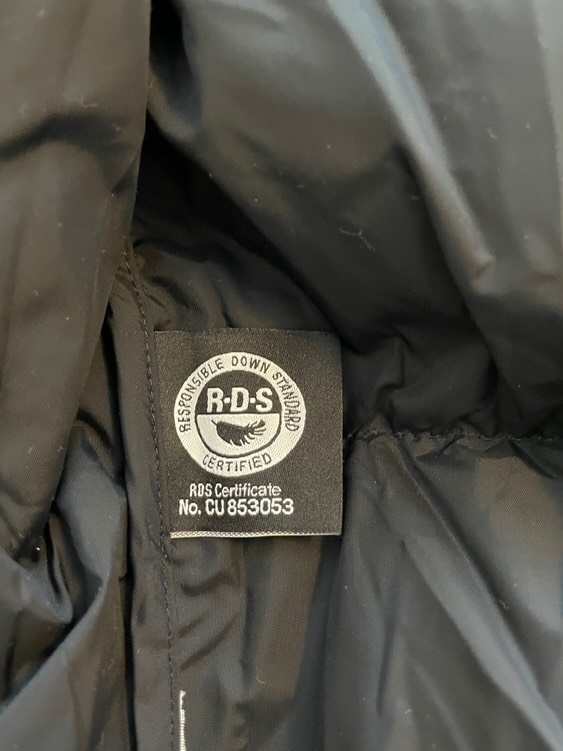 RESPONSIBLE DOWN STANDARD
R·D·S
CERTIFIED
RDS Certificate
No. CU 853053